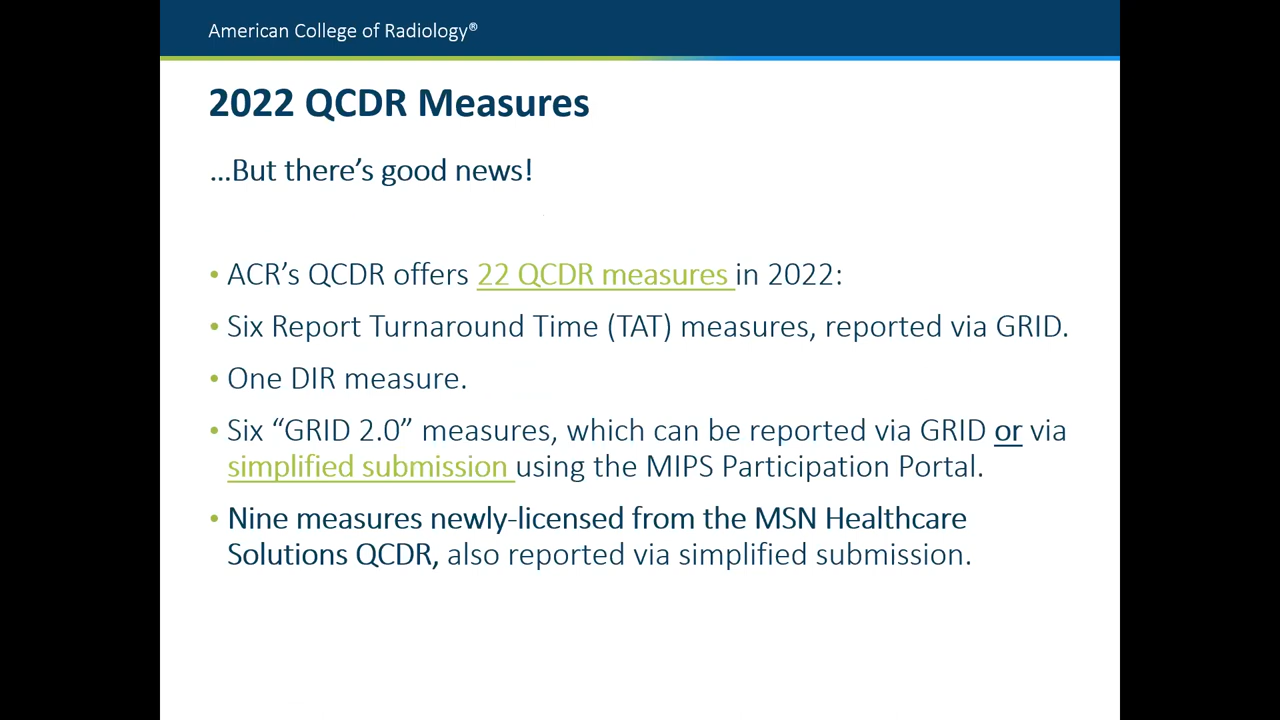 American College of Radiology®
2022 QCDR Measures
…But there’s good news!
• ACR’s QCDR offers 22 QCDR measures in 2022:
• Six Report Turnaround Time (TAT) measures, reported via GRID.
• One DIR measure.
• Six “GRID 2.0” measures, which can be reported via GRID or via
simplified submission using the MIPS Participation Portal.
• Nine measures newly-licensed from the MSN Healthcare
Solutions QCDR, also reported via simplified submission.